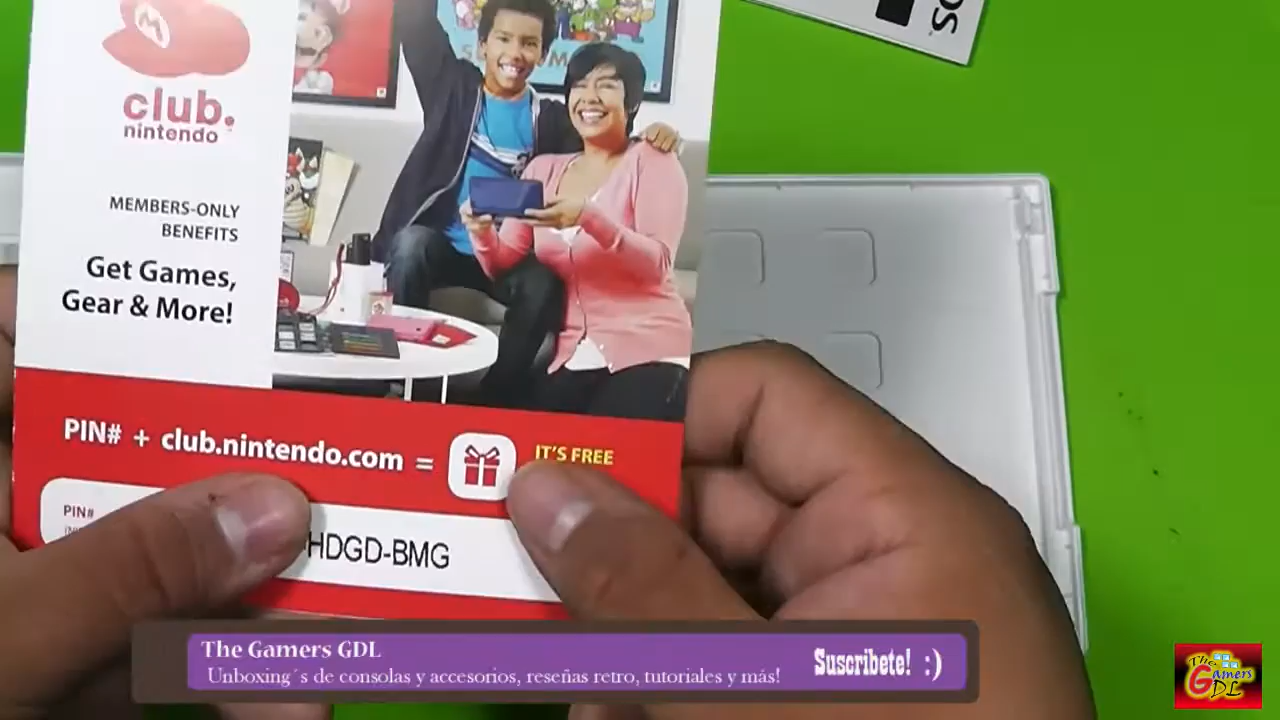 club.
nintendo
MEMBERS-ONLY
BENEFITS
Get Games,
Gear & More!
PIN# + club.nintendo.com =
IT'S FREE
PIN#
HDGD-BMG
The Gamers GDL
Unboxing´s de consolas y accesorios, reseñas retro, tutoriales y más!
Suscribete! :)
The
Gamers
GDL